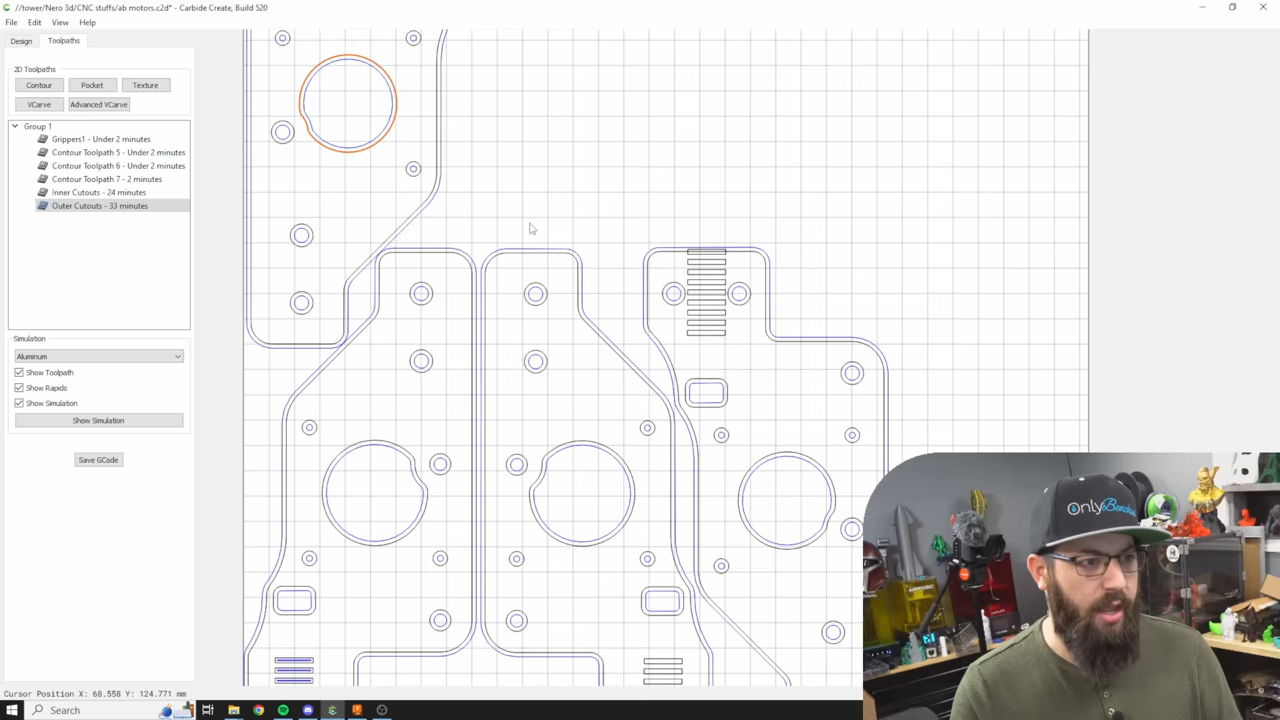 //tower/Nero 3d/CNC stuffs/ab motors.c2d* - Carbide Create, Build 520
File Edit View Help
Design Toolpaths
2D Toolpaths
Contour Pocket Texture
VCarve Advanced VCarve
Group 1
Grippers1 - Under 2 minutes
Contour Toolpath 5 - Under 2 minutes
Contour Toolpath 6 - Under 2 minutes
Contour Toolpath 7 - 2 minutes
Inner Cutouts - 24 minutes
Outer Cutouts - 33 minutes
Simulation
Aluminum
Show Toolpath
Show Rapids
Show Simulation
Show Simulation
Save GCode
OnlyBenchies
Cursor Position X: 68.558 Y: 124.771 mm
Search